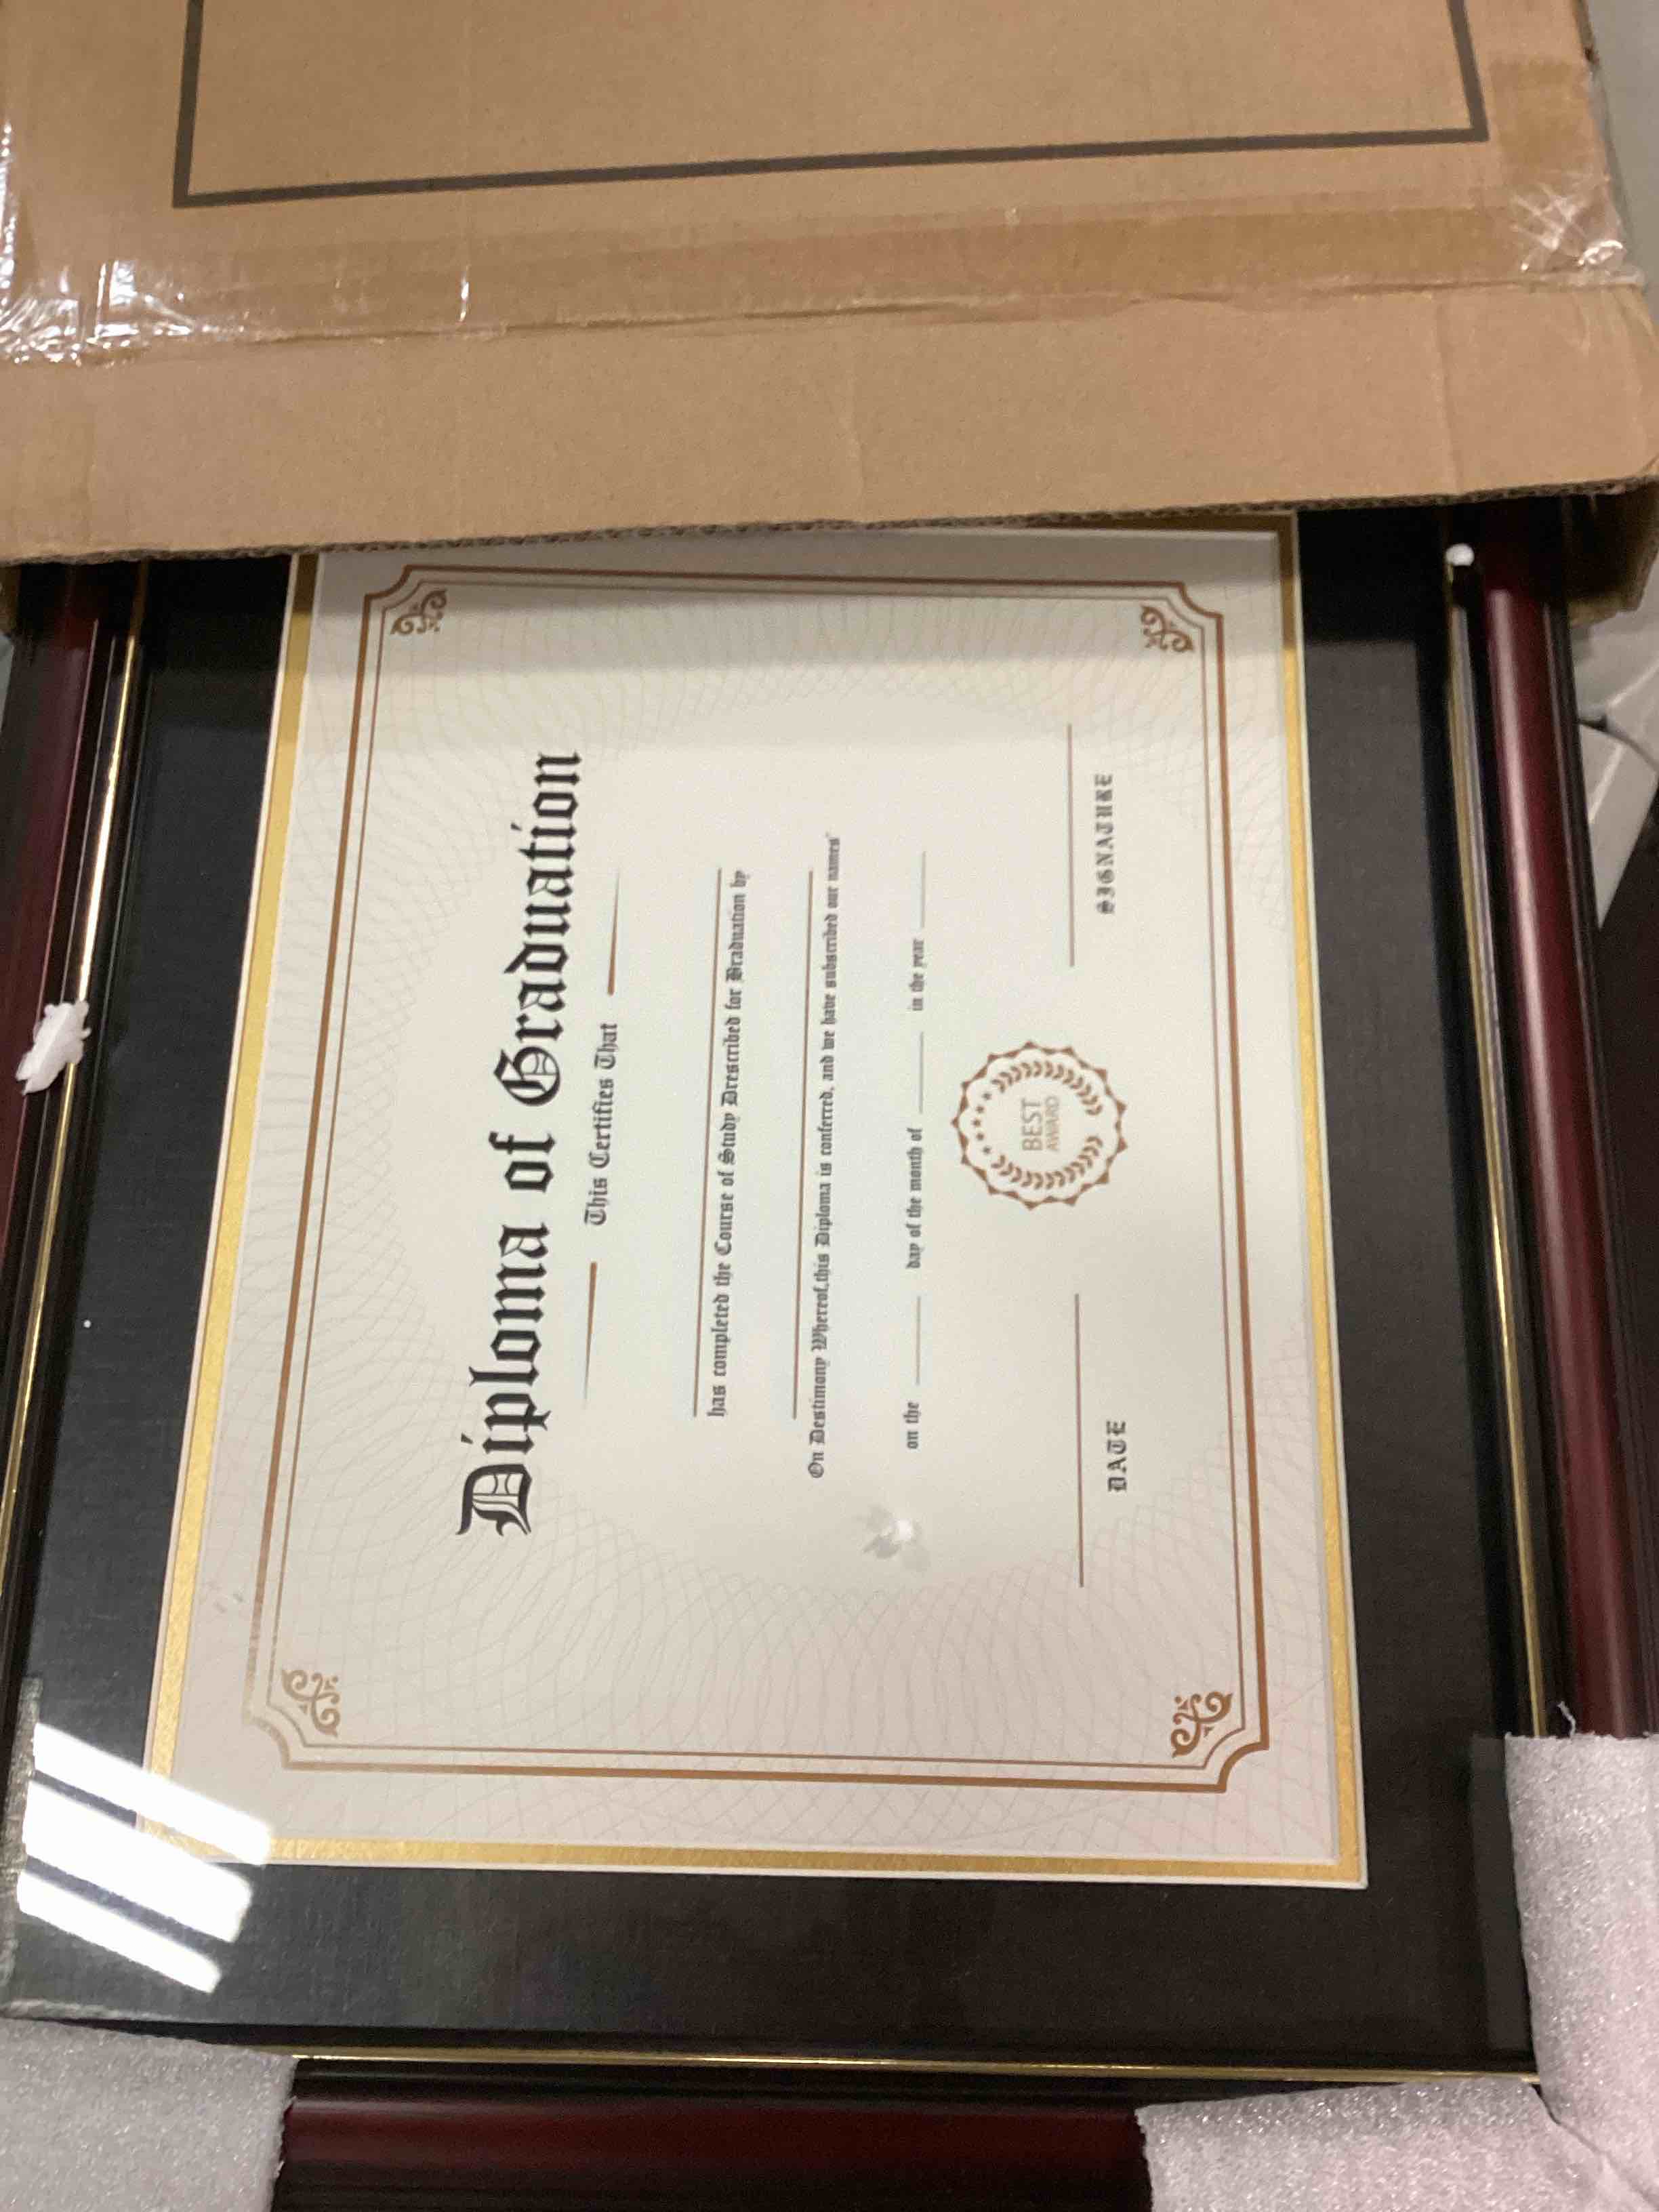 Diploma of Graduation
This Certifies That
has completed the Course of Study Drescribed for Graduation by
On Destimony Whereof,this Diploma is conferred, and we have subscribed our names"
on the day of the month of in the year
BEST
AWARD
DATE SIGNATURE